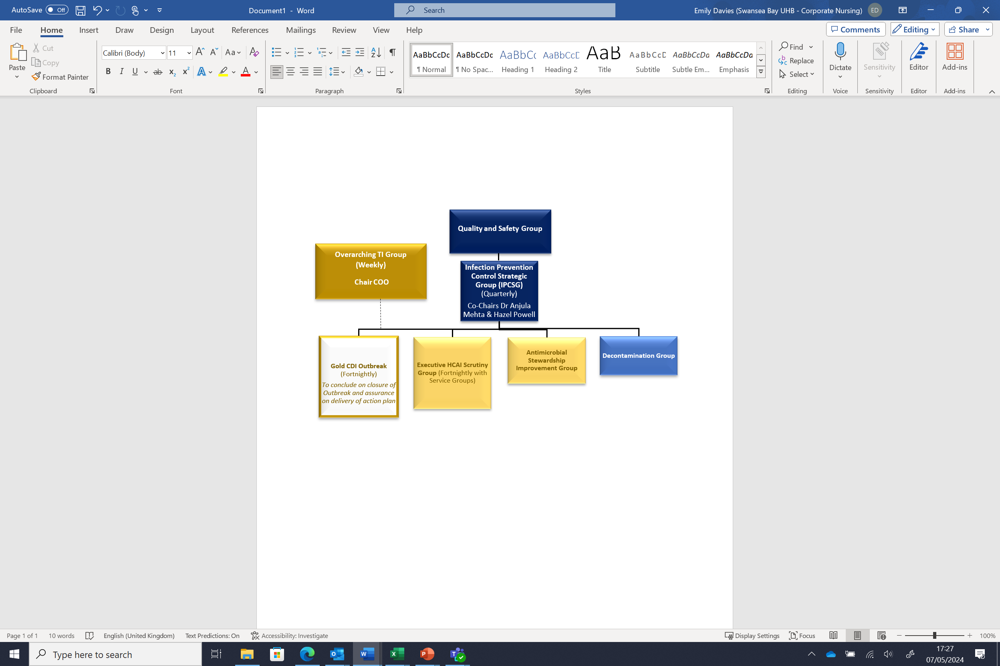 AutoSave Off
Document1 - Word
Search
Emily Davies (Swansea Bay UHB - Corporate Nursing) ED
File Home Insert Draw Design Layout References Mailings Review View Help
Comments Editing Share
Paste
Cut
Copy
Format Painter
Clipboard
Calibri (Body) 11
Font
Paragraph
AaBbCcDc AaBbCcDc AaBbCc AaBbCcD AaB AaBbCcD AaBbCcDa AaBbCcDa
¶ Normal ¶ No Spac... Heading 1 Heading 2 Title Subtitle Subtle Em... Emphasis
Styles
Find
Replace
Select
Editing
Dictate
Voice
Sensitivity
Sensitivity
Editor
Editor
Add-ins
Add-ins
Quality and Safety Group
Overarching TI Group
(Weekly)
Chair COO
Infection Prevention
Control Strategic
Group (IPCSG)
(Quarterly)
Co-Chairs Dr Anjula
Mehta & Hazel Powell
Gold CDI Outbreak
(Fortnightly)
To conclude on closure of
Outbreak and assurance
on delivery of action plan
Executive HCAI Scrutiny
Group (Fortnightly with
Service Groups)
Antimicrobial
Stewardship
Improvement Group
Decontamination Group
Page 1 of 1 10 words English (United Kingdom) Text Predictions: On Accessibility: Investigate
Display Settings Focus 100%
Type here to search
17:27
07/05/2024